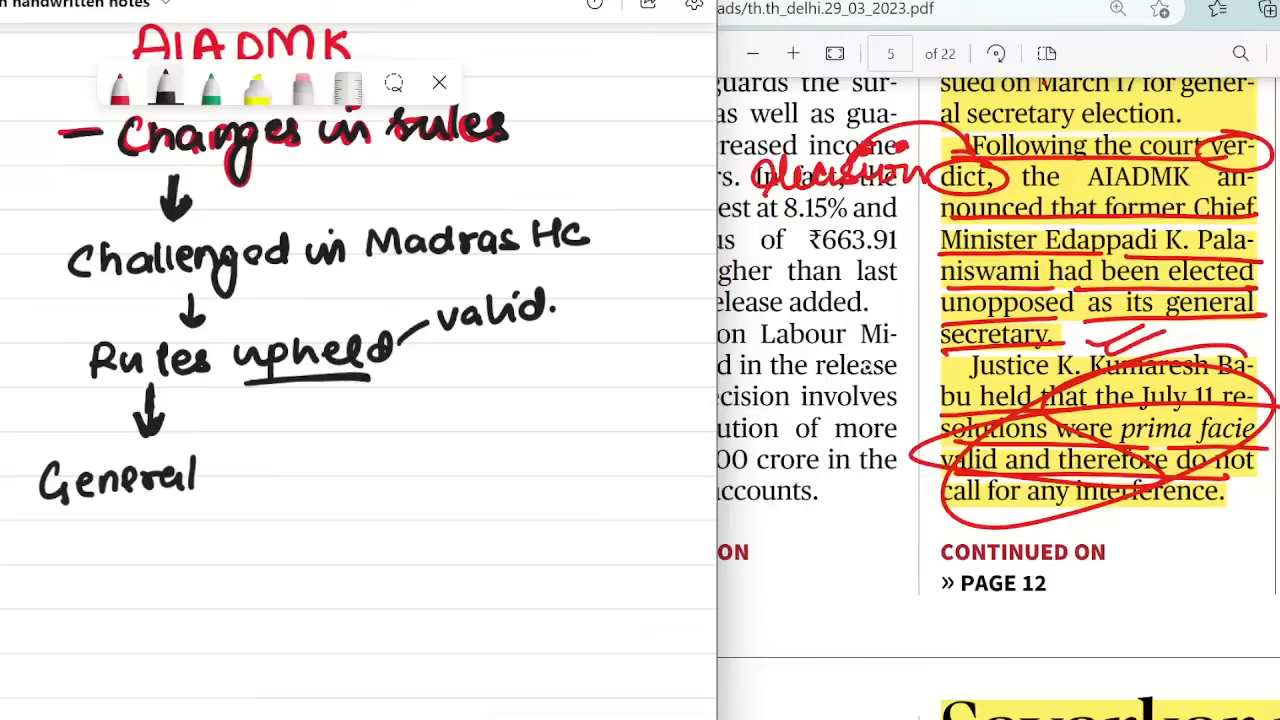 n handwritten notes
AIADMK
— Changes in rules
Challenged in Madras HC
Rules upheld valid.
General
ads/th.th_delhi.29_03_2023.pdf
5 of 22
guards the sur-
as well as gua-
reased income
rs. In fact, the
est at 8.15% and
us of ₹663.91
gher than last
elease added.
on Labour Mi-
d in the release
cision involves
ution of more
00 crore in the
accounts.
ON
decision
sued on March 17 for gener-
al secretary election.
Following the court ver-
dict, the AIADMK an-
nounced that former Chief
Minister Edappadi K. Pala-
niswami had been elected
unopposed as its general
secretary.
Justice K. Kumaresh Ba-
bu held that the July 11 re-
solutions were prima facie
valid and therefore do not
call for any interference.
CONTINUED ON
» PAGE 12
Savarkar